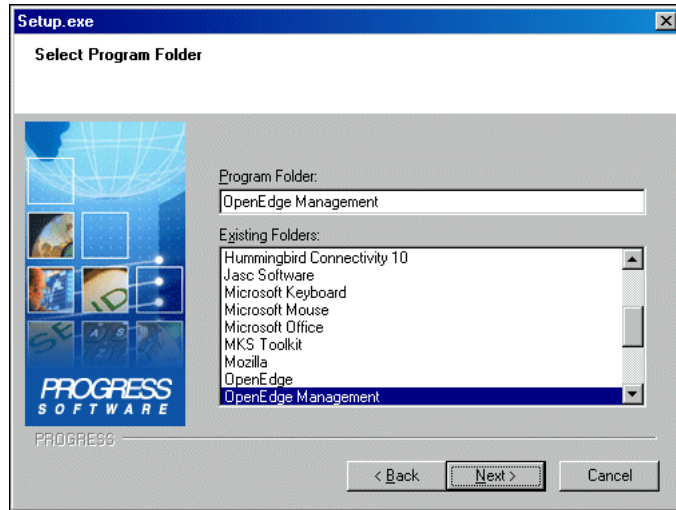 Setup.exe
Select Program Folder
Program Folder:
OpenEdge Management
Existing Folders:
Hummingbird Connectivity 10
Jasc Software
Microsoft Keyboard
Microsoft Mouse
Microsoft Office
MKS Toolkit
Mozilla
OpenEdge
OpenEdge Management
PROGRESS
SOFTWARE
PROGRESS
< Back
Next >
Cancel